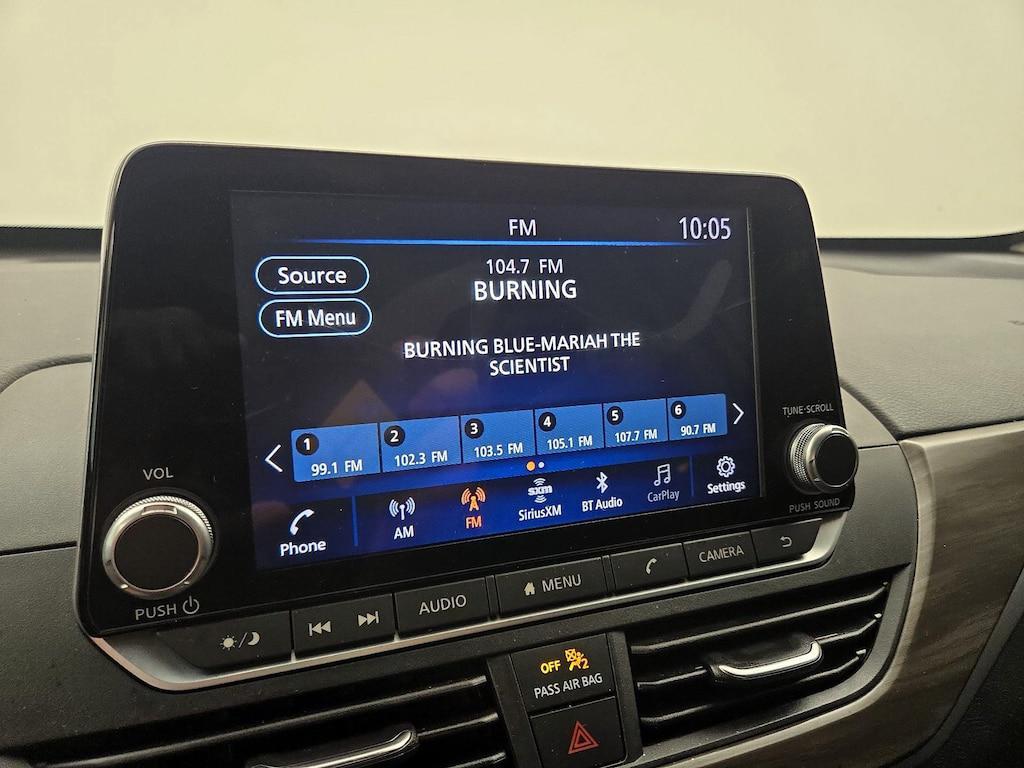 FM
10:05
Source
104.7 FM
BURNING
FM Menu
BURNING BLUE-MARIAH THE
SCIENTIST
1
99.1 FM
2
102.3 FM
3
103.5 FM
4
105.1 FM
5
107.7 FM
6
90.7 FM
Phone
AM
FM
sxm
SiriusXM
BT Audio
CarPlay
Settings
VOL
PUSH
TUNE·SCROLL
PUSH SOUND
AUDIO
MENU
CAMERA
OFF
2
PASS AIR BAG